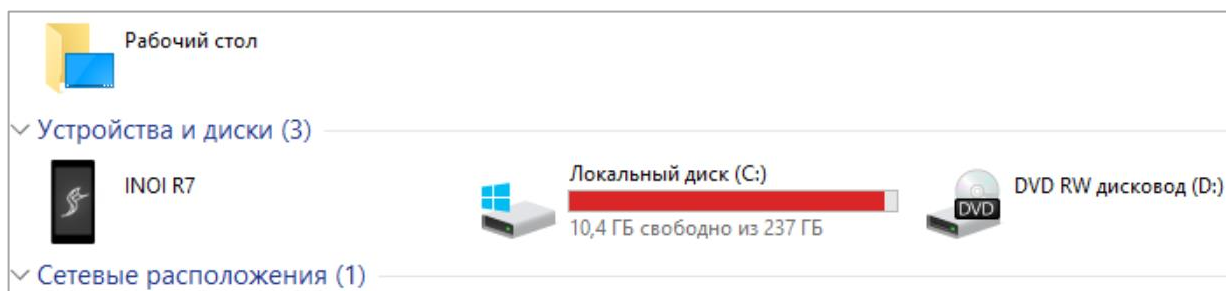 Рабочий стол
Устройства и диски (3)
INOI R7
Локальный диск (C:)
10,4 ГБ свободно из 237 ГБ
DVD RW дисковод (D:)
DVD
Сетевые расположения (1)